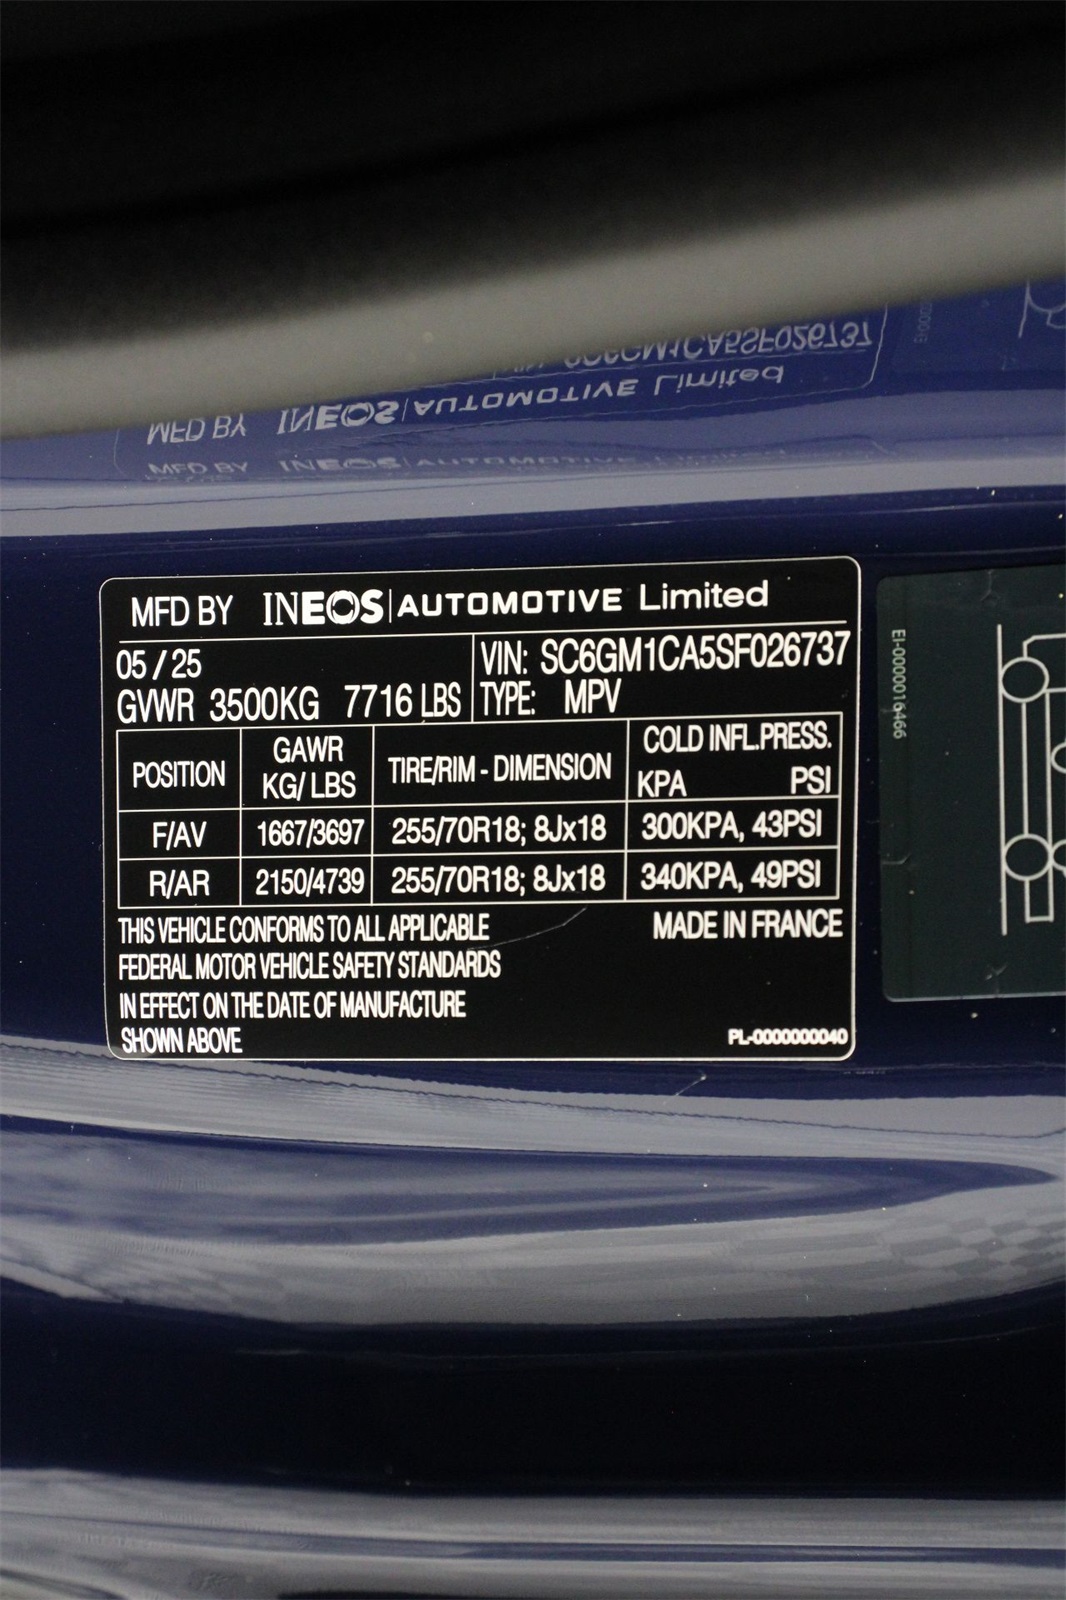 MFD BY INEOS | AUTOMOTIVE Limited
05 / 25
GVWR 3500KG 7716 LBS
VIN: SC6GM1CA5SF026737
TYPE: MPV
POSITION GAWR KG/ LBS TIRE/RIM - DIMENSION COLD INFL.PRESS. KPA PSI
F/AV 1667/3697 255/70R18; 8Jx18 300KPA, 43PSI
R/AR 2150/4739 255/70R18; 8Jx18 340KPA, 49PSI
THIS VEHICLE CONFORMS TO ALL APPLICABLE
FEDERAL MOTOR VEHICLE SAFETY STANDARDS
IN EFFECT ON THE DATE OF MANUFACTURE
SHOWN ABOVE
MADE IN FRANCE
PL-0000000040
EI-0000016466